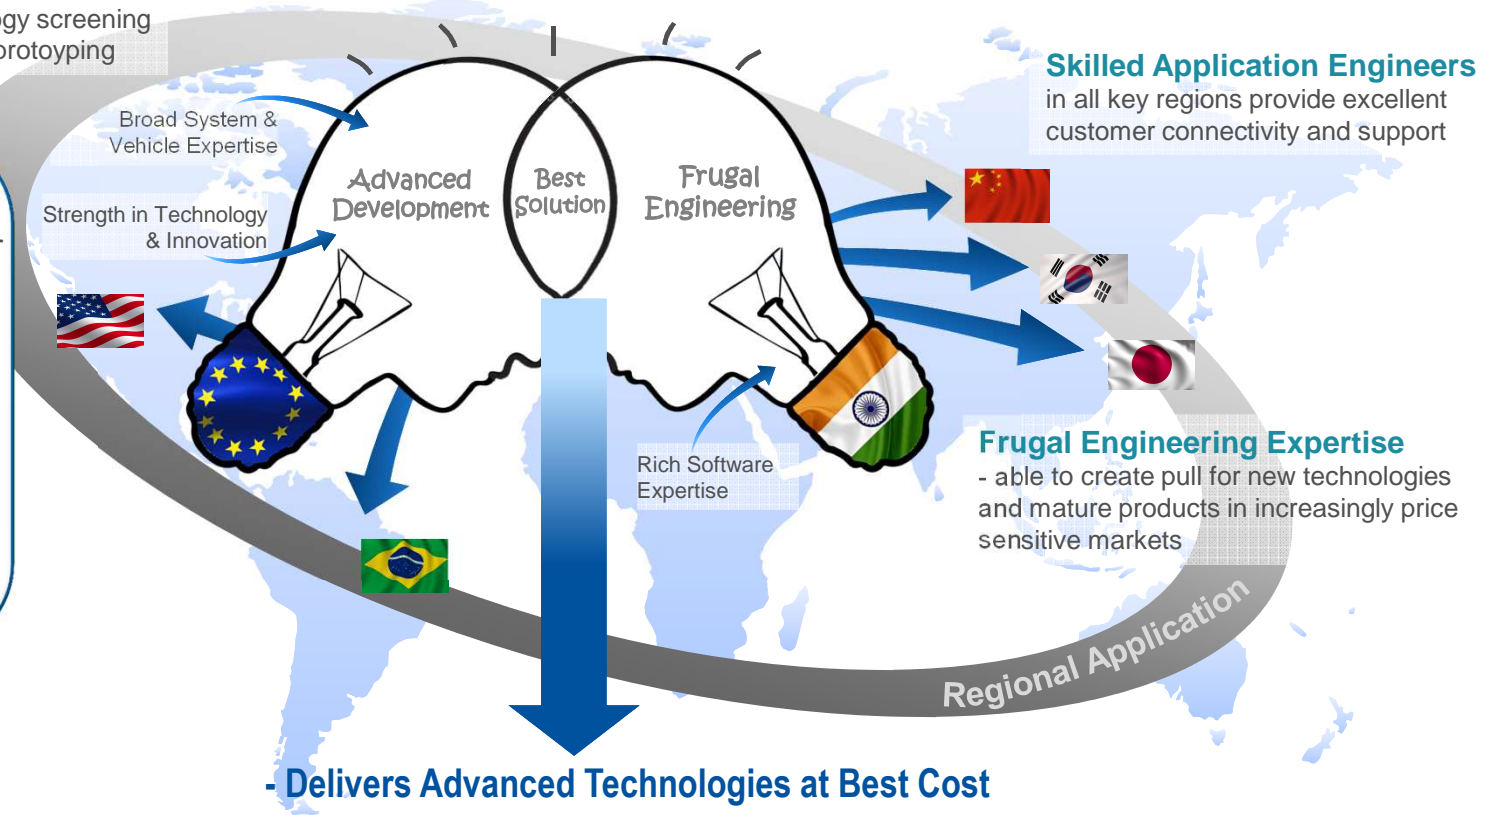 ogy screening
protoyping
Broad System &
Vehicle Expertise
Strength in Technology
& Innovation
Advanced
Development
Best
Solution
Frugal
Engineering
Rich Software
Expertise
Skilled Application Engineers
in all key regions provide excellent
customer connectivity and support
Frugal Engineering Expertise
- able to create pull for new technologies
and mature products in increasingly price
sensitive markets
Regional Application
- Delivers Advanced Technologies at Best Cost